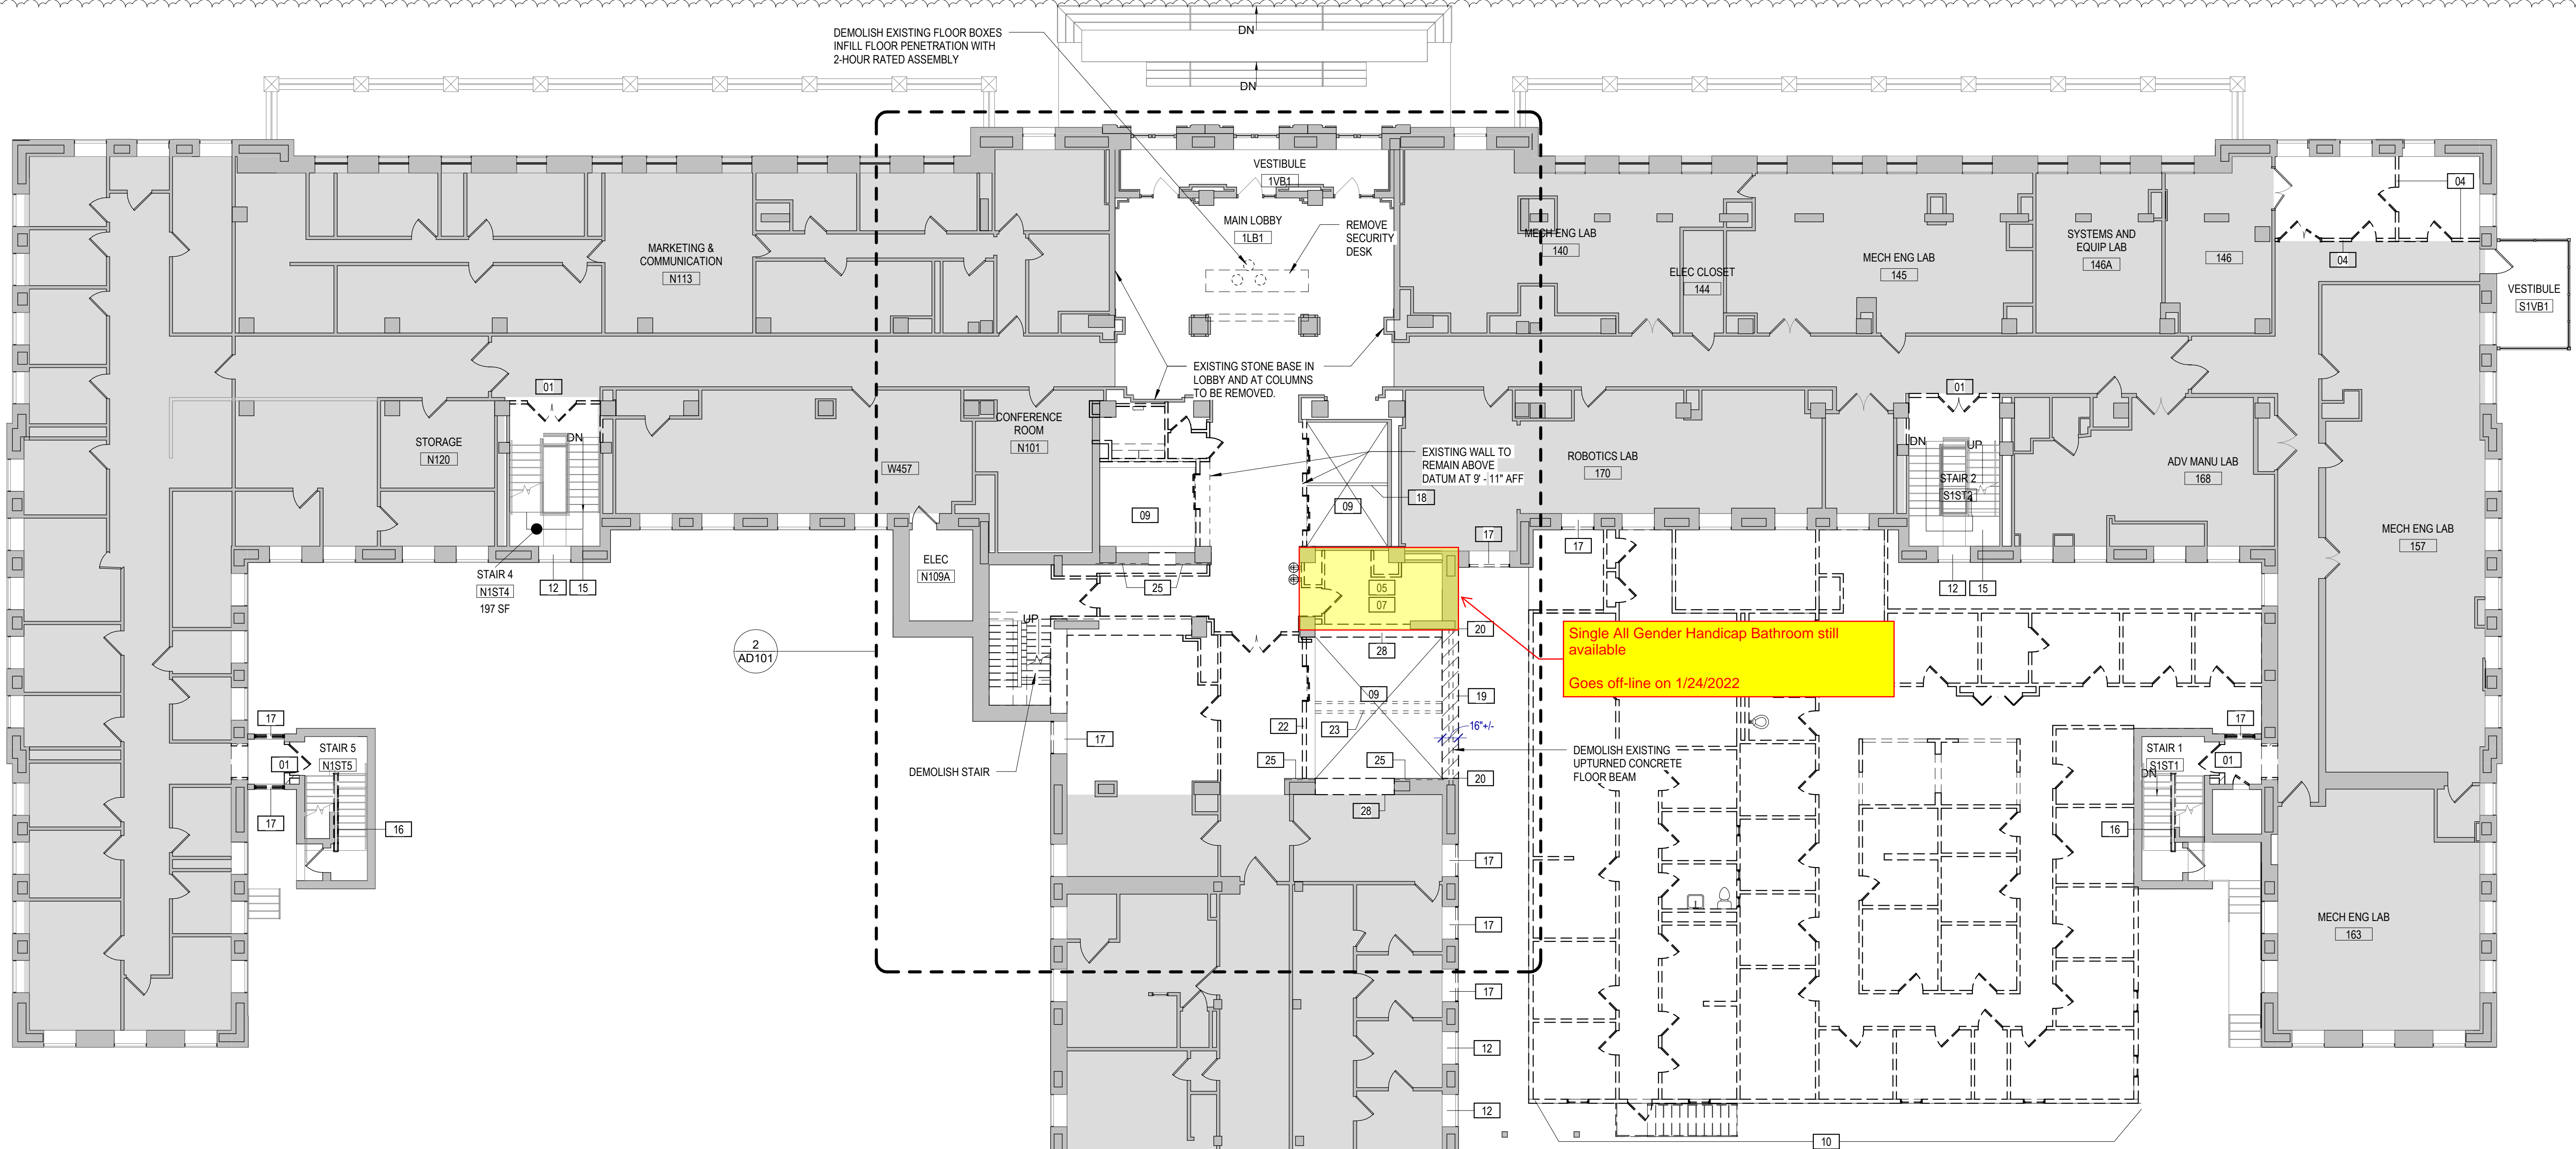 DN
DEMOLISH EXISTING FLOOR BOXES
INFILL FLOOR PENETRATION WITH
2-HOUR RATED ASSEMBLY
DN
VESTIBULE
1VB1
04
MAIN LOBBY
1LB1
REMOVE
SECURITY
DESK
MECH ENG LAB
140
SYSTEMS AND
EQUIP LAB
146A
146
MARKETING &
COMMUNICATION
N113
MECH ENG LAB
145
ELEC CLOSET
144
04
VESTIBULE
S1VB1
EXISTING STONE BASE IN
LOBBY AND AT COLUMNS
TO BE REMOVED.
01
01
CONFERENCE
ROOM
N101
STORAGE
N120
DN
W457
EXISTING WALL TO
REMAIN ABOVE
DATUM AT 9' - 11" AFF
18
ROBOTICS LAB
170
DN
UP
STAIR 2
S1ST2
ADV MANU LAB
168
09
09
MECH ENG LAB
157
17
17
STAIR 4
N1ST4
197 SF
12
15
ELEC
N109A
25
05
07
12
15
UP
20
28
2
AD101
Single All Gender Handicap Bathroom still
available
Goes off-line on 1/24/2022
09
19
22
23
16"+/-
17
17
17
STAIR 5
N1ST5
01
DEMOLISH STAIR
25
25
20
DEMOLISH EXISTING
UPTURNED CONCRETE
FLOOR BEAM
STAIR 1
S1ST1
DN
01
17
16
28
16
17
17
MECH ENG LAB
163
17
12
12
10